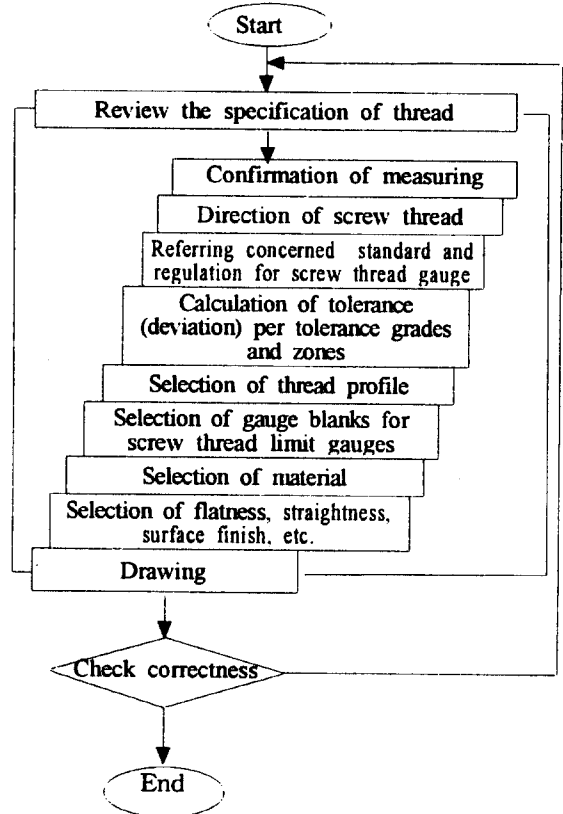 Start
Review the specification of thread
Confirmation of measuring
Direction of screw thread
Referring concerned standard and
regulation for screw thread gauge
Calculation of tolerance
(deviation) per tolerance grades
and zones
Selection of thread profile
Selection of gauge blanks for
screw thread limit gauges
Selection of material
Selection of flatness, straightness,
surface finish, etc.
Drawing
Check correctness
End